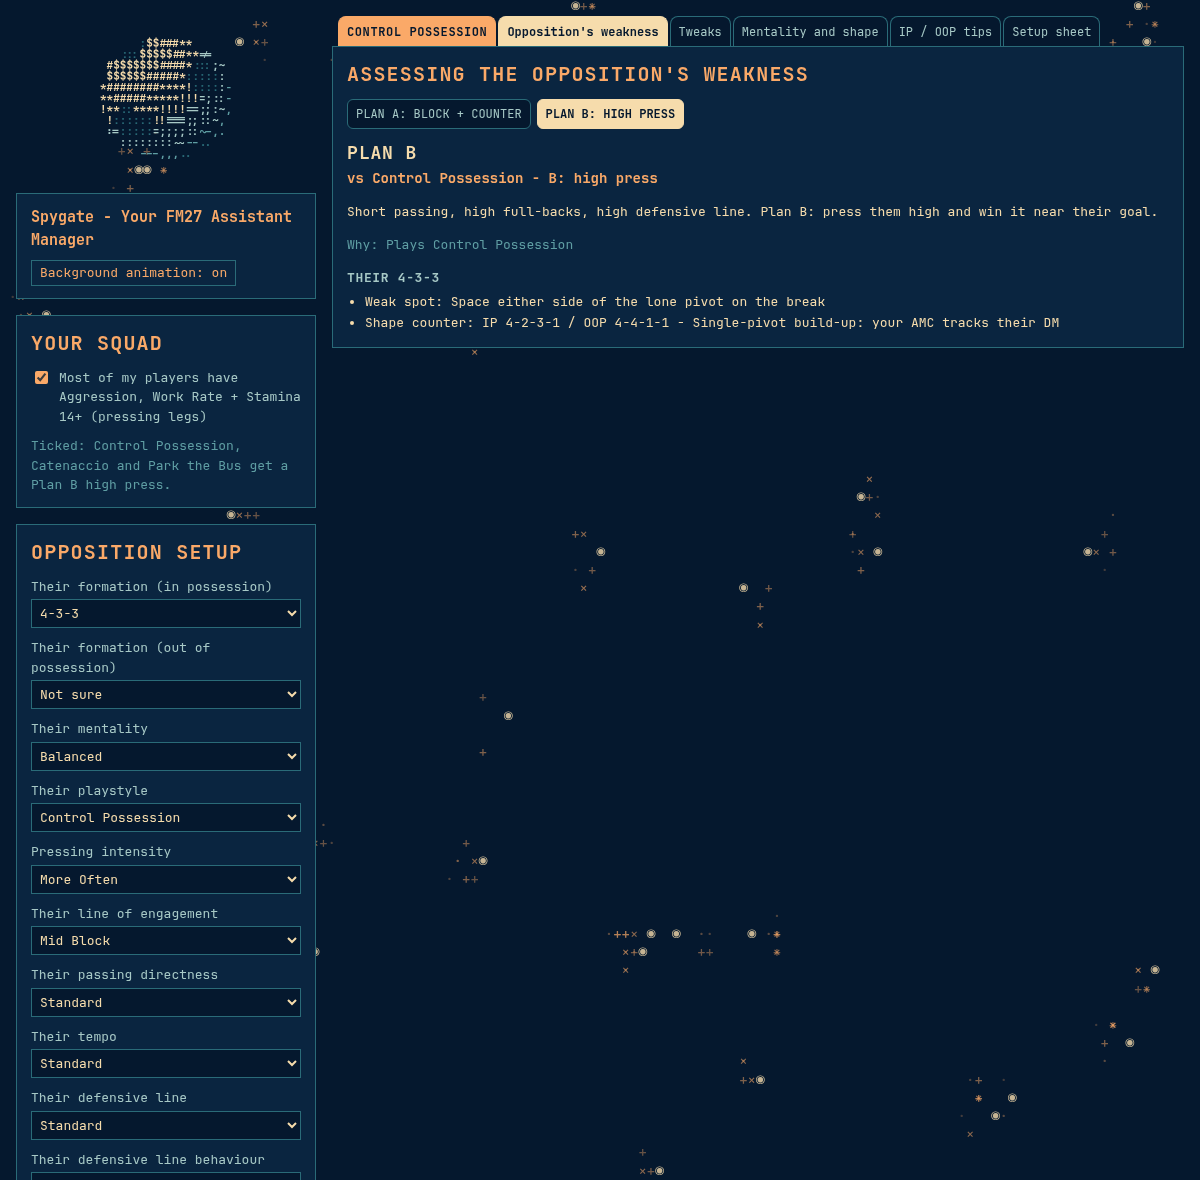 Spygate - Your FM27 Assistant
Manager
Background animation: on
YOUR SQUAD
Most of my players have
Aggression, Work Rate + Stamina
14+ (pressing legs)
Ticked: Control Possession,
Catenaccio and Park the Bus get a
Plan B high press.
OPPOSITION SETUP
Their formation (in possession)
4-3-3
Their formation (out of
possession)
Not sure
Their mentality
Balanced
Their playstyle
Control Possession
Pressing intensity
More Often
Their line of engagement
Mid Block
Their passing directness
Standard
Their tempo
Standard
Their defensive line
Standard
Their defensive line behaviour
CONTROL POSSESSION
Opposition's weakness
Tweaks
Mentality and shape
IP / OOP tips
Setup sheet
ASSESSING THE OPPOSITION'S WEAKNESS
PLAN A: BLOCK + COUNTER
PLAN B: HIGH PRESS
PLAN B
vs Control Possession - B: high press
Short passing, high full-backs, high defensive line. Plan B: press them high and win it near their goal.
Why: Plays Control Possession
THEIR 4-3-3
• Weak spot: Space either side of the lone pivot on the break
• Shape counter: IP 4-2-3-1 / OOP 4-4-1-1 - Single-pivot build-up: your AMC tracks their DM